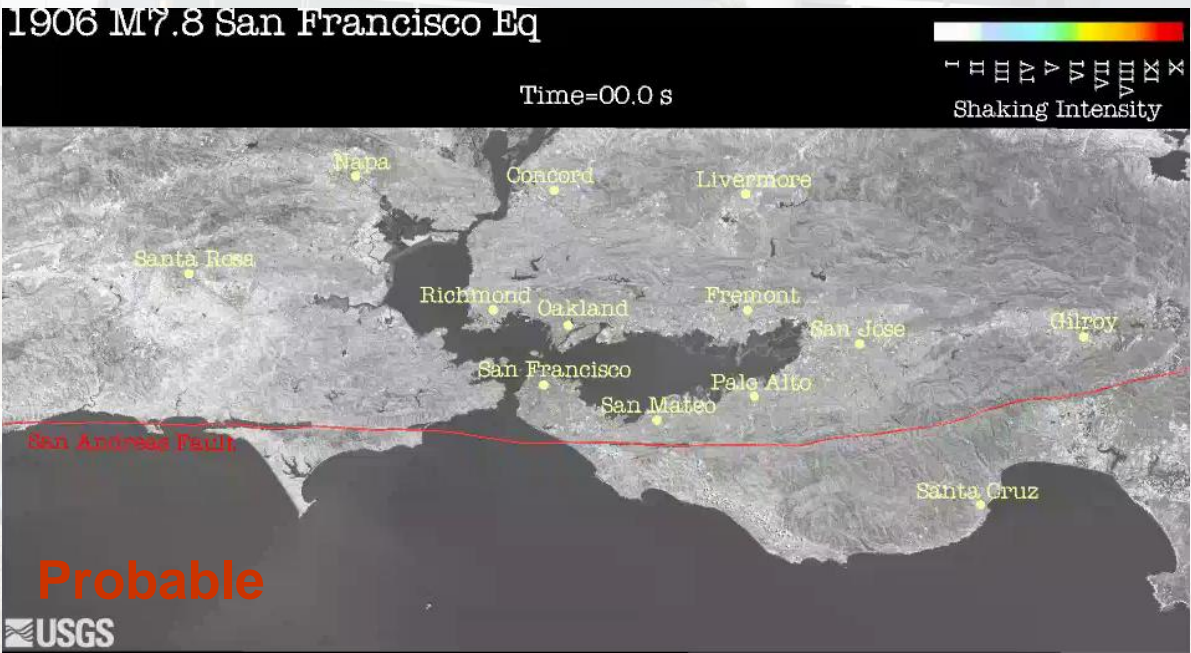 1906 M7.8 San Francisco Eq
Time=00.0 s
I II III IV V VI VII VIII IX X
Shaking Intensity
Napa
Concord
Livermore
Santa Rosa
Richmond
Oakland
Fremont
San Jose
Gilroy
San Francisco
Palo Alto
San Mateo
San Andreas Fault
Santa Cruz
Probable
USGS